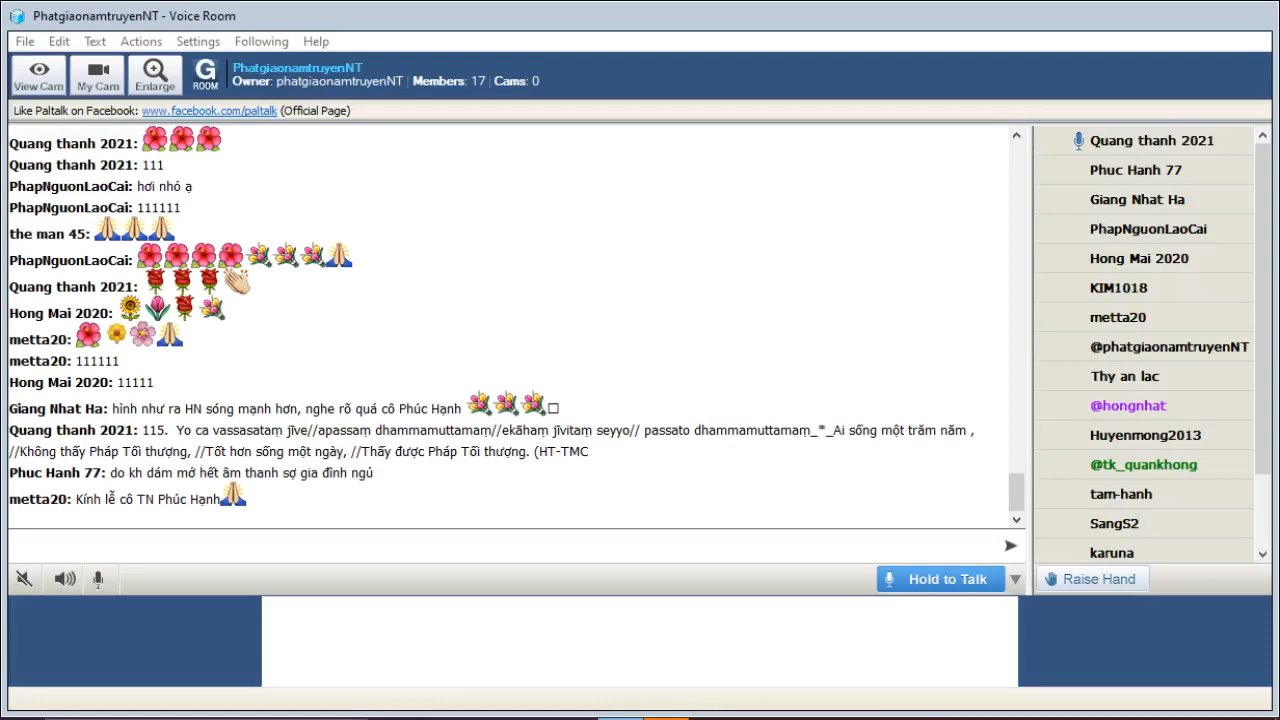 PhatgiaonamtruyenNT - Voice Room
File Edit Text Actions Settings Following Help
View Cam My Cam Enlarge G ROOM
PhatgiaonamtruyenNT
Owner: phatgiaonamtruyenNT | Members: 17 | Cams: 0
Like Paltalk on Facebook: www.facebook.com/paltalk (Official Page)
Quang thanh 2021:
Quang thanh 2021: 111
PhapNguonLaoCai: hơi nhỏ ạ
PhapNguonLaoCai: 111111
the man 45:
PhapNguonLaoCai:
Quang thanh 2021:
Hong Mai 2020:
metta20:
metta20: 111111
Hong Mai 2020: 11111
Giang Nhat Ha: hình như ra HN sóng mạnh hơn, nghe rõ quá cô Phúc Hạnh
Quang thanh 2021: 115. Yo ca vassasataṃ jīve//apassaṃ dhammamuttamaṃ//ekāhaṃ jīvitaṃ seyyo// passato dhammamuttamaṃ_*_Ai sống một trăm năm ,
//Không thấy Pháp Tối thượng, //Tốt hơn sống một ngày, //Thấy được Pháp Tối thượng. (HT-TMC
Phuc Hanh 77: do kh dám mở hết âm thanh sợ gia đình ngủ
metta20: Kính lễ cô TN Phúc Hạnh
Hold to Talk
Quang thanh 2021
Phuc Hanh 77
Giang Nhat Ha
PhapNguonLaoCai
Hong Mai 2020
KIM1018
metta20
@phatgiaonamtruyenNT
Thy an lac
@hongnhat
Huyenmong2013
@tk_quankhong
tam-hanh
SangS2
karuna
Raise Hand